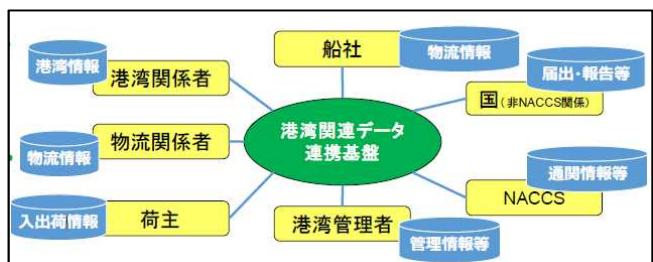 船社
物流情報
港湾情報
港湾関係者
届出・報告等
国(非NACCS関係)
港湾関連データ
連携基盤
物流関係者
物流情報
通関情報等
NACCS
入出荷情報
荷主
港湾管理者
管理情報等